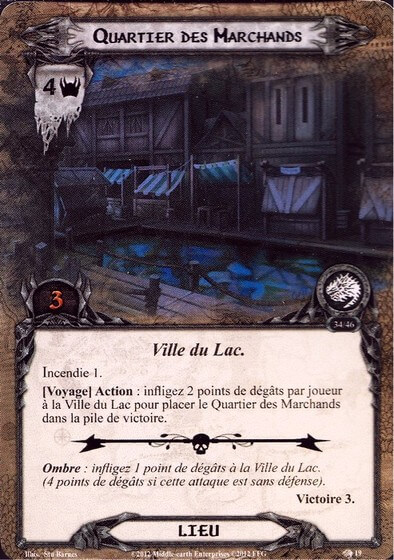 QUARTIER DES MARCHANDS
4
3
34/46
Ville du Lac.
Incendie 1.
[Voyage] Action : infligez 2 points de dégâts par joueur
à la Ville du Lac pour placer le Quartier des Marchands
dans la pile de victoire.
Ombre : infligez 1 point de dégâts à la Ville du Lac.
(4 points de dégâts si cette attaque est sans défense).
Victoire 3.
LIEU
Illus. Stu Barnes
©2012 Middle-earth Enterprises ©2012 FFG
19